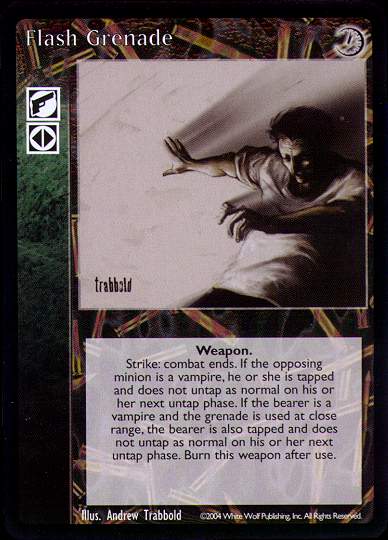 Flash Grenade
trabbold
Weapon.
Strike: combat ends. If the opposing
minion is a vampire, he or she is tapped
and does not untap as normal on his or
her next untap phase. If the bearer is a
vampire and the grenade is used at close
range, the bearer is also tapped and does
not untap as normal on his or her next
untap phase. Burn this weapon after use.
Illus. Andrew Trabbold ©2004 White Wolf Publishing, Inc. All Rights Reserved.